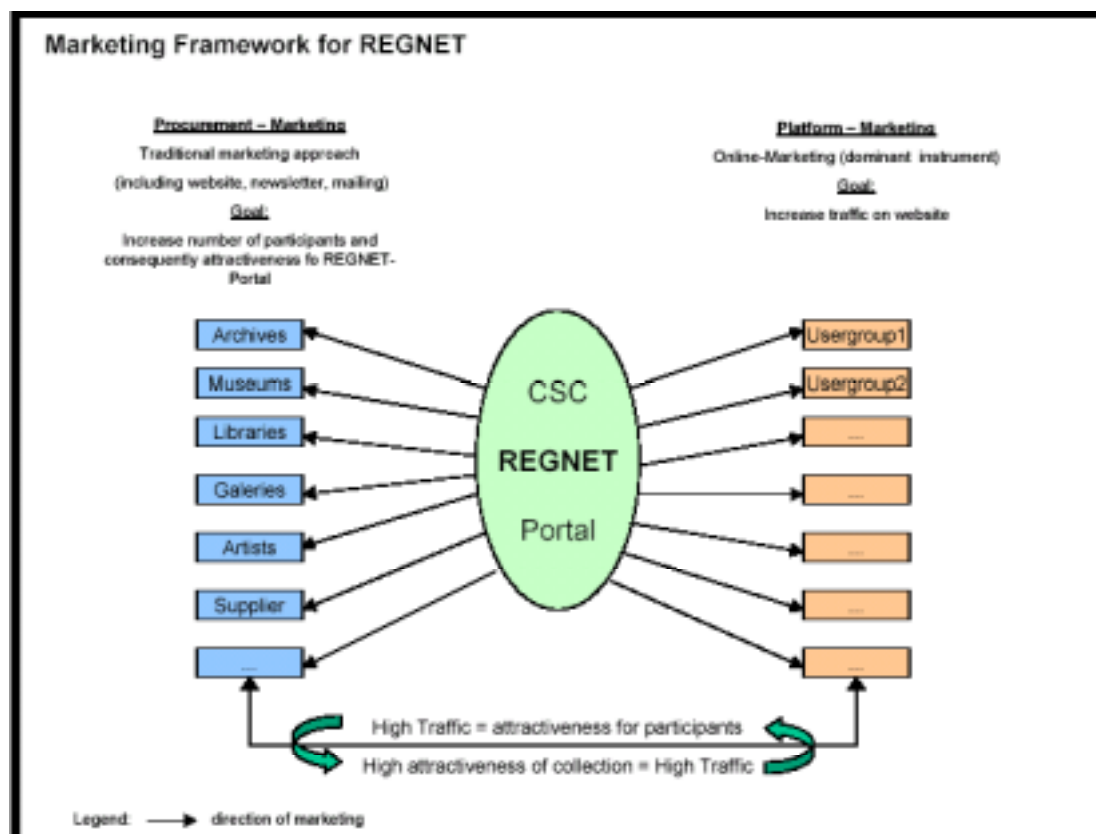 Marketing Framework for REGNET
Procurement – Marketing
Traditional marketing approach
(including website, newsletter, mailing)
Goal:
Increase number of participants and
consequently attractiveness fo REGNET-
Portal
Platform – Marketing
Online-Marketing (dominant instrument)
Goal:
Increase traffic on website
Archives
Museums
Libraries
Galeries
Artists
Supplier
....
CSC
REGNET
Portal
Usergroup1
Usergroup2
....
....
....
....
....
High Traffic = attractiveness for participants
High attractiveness of collection = High Traffic
Legend: direction of marketing